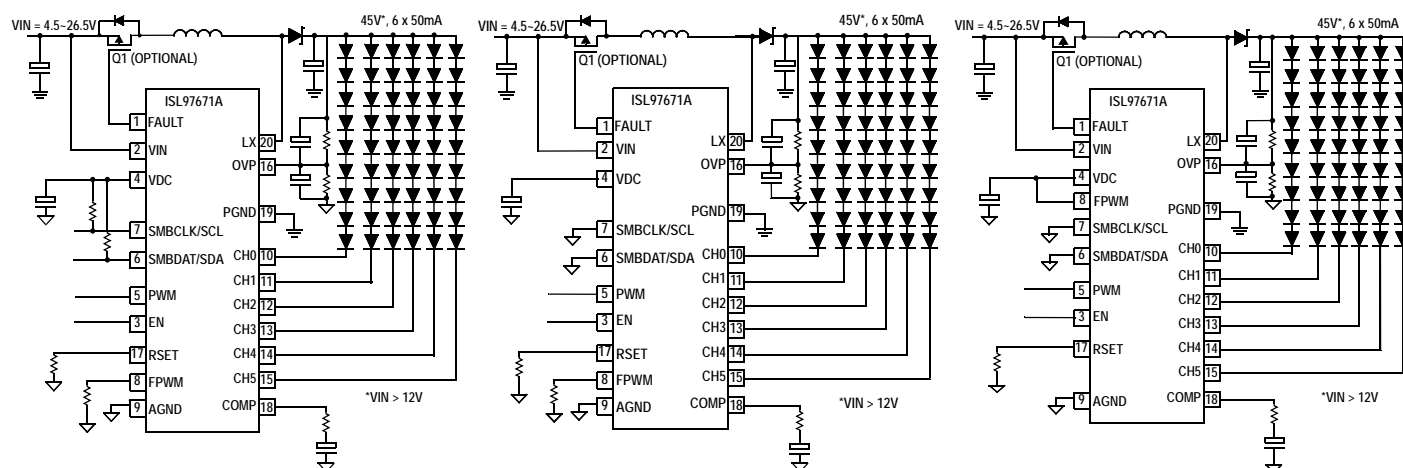 VIN = 4.5~26.5V
45V*, 6 x 50mA
Q1 (OPTIONAL)
ISL97671A
1 FAULT
2 VIN
4 VDC
7 SMBCLK/SCL
6 SMBDAT/SDA
5 PWM
3 EN
17 RSET
8 FPWM
9 AGND
LX 20
OVP 16
PGND 19
CH0 10
CH1 11
CH2 12
CH3 13
CH4 14
CH5 15
COMP 18
*VIN > 12V
VIN = 4.5~26.5V
45V*, 6 x 50mA
Q1 (OPTIONAL)
ISL97671A
1 FAULT
2 VIN
4 VDC
7 SMBCLK/SCL
6 SMBDAT/SDA
5 PWM
3 EN
17 RSET
8 FPWM
9 AGND
LX 20
OVP 16
PGND 19
CH0 10
CH1 11
CH2 12
CH3 13
CH4 14
CH5 15
COMP 18
*VIN > 12V
VIN = 4.5~26.5V
45V*, 6 x 50mA
Q1 (OPTIONAL)
ISL97671A
1 FAULT
2 VIN
4 VDC
8 FPWM
7 SMBCLK/SCL
6 SMBDAT/SDA
5 PWM
3 EN
17 RSET
9 AGND
LX 20
OVP 16
PGND 19
CH0 10
CH1 11
CH2 12
CH3 13
CH4 14
CH5 15
COMP 18
*VIN > 12V